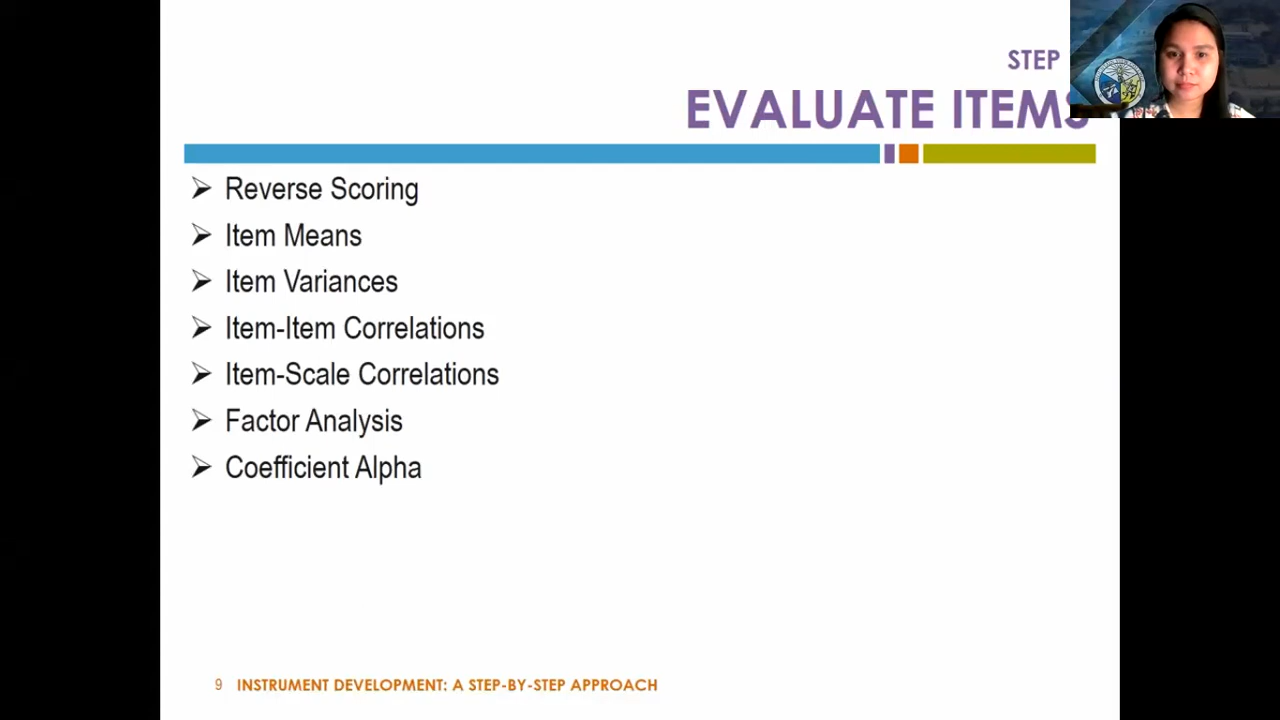 STEP
EVALUATE ITEMS
Reverse Scoring
Item Means
Item Variances
Item-Item Correlations
Item-Scale Correlations
Factor Analysis
Coefficient Alpha
9 INSTRUMENT DEVELOPMENT: A STEP-BY-STEP APPROACH